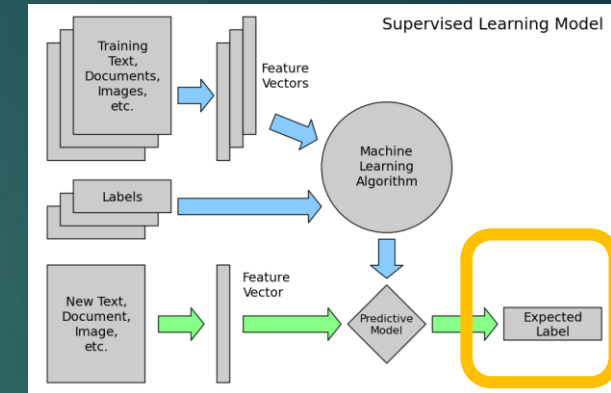 Supervised Learning Model
Training
Text,
Documents,
Images,
etc.
Feature
Vectors
Machine
Learning
Algorithm
Labels
New Text,
Document,
Image,
etc.
Feature
Vector
Predictive
Model
Expected
Label